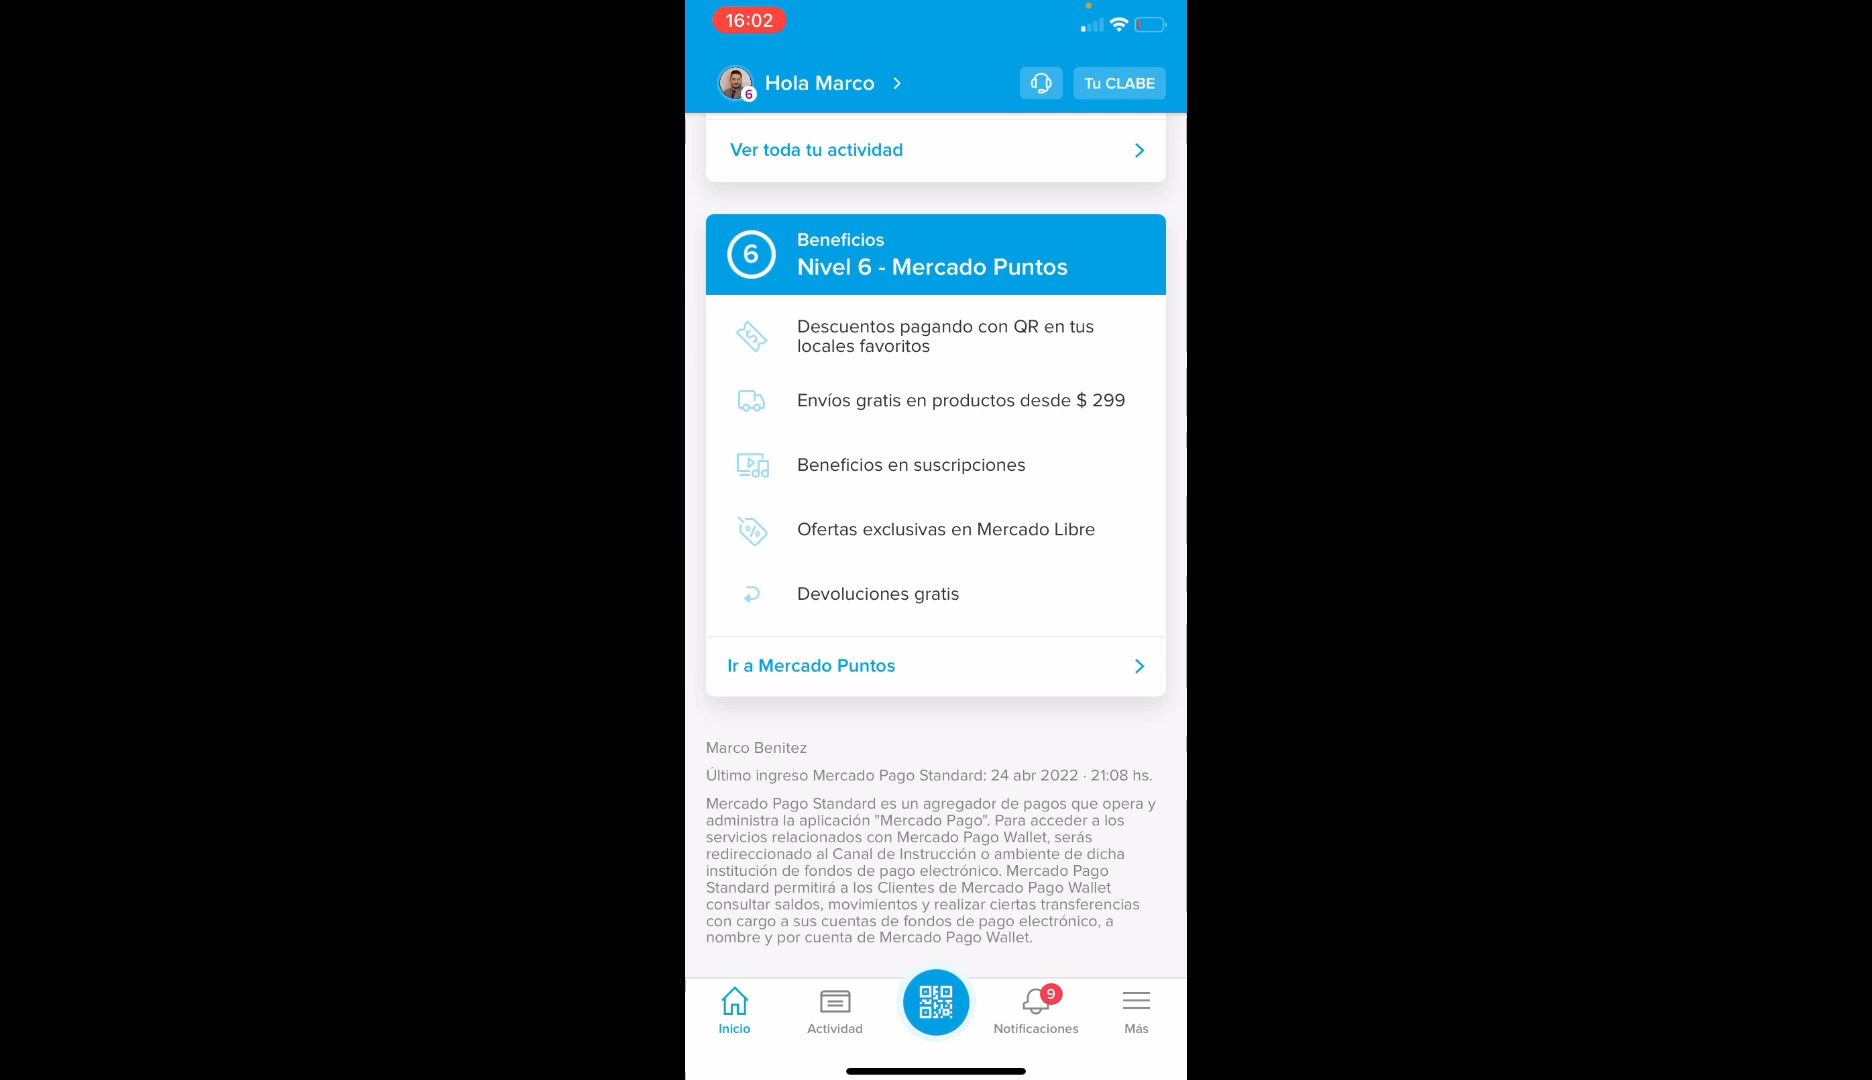 16:02
6
Hola Marco
Tu CLABE
Ver toda tu actividad
6
Beneficios
Nivel 6 - Mercado Puntos
Descuentos pagando con QR en tus
locales favoritos
Envíos gratis en productos desde $ 299
Beneficios en suscripciones
Ofertas exclusivas en Mercado Libre
Devoluciones gratis
Ir a Mercado Puntos
Marco Benitez
Último ingreso Mercado Pago Standard: 24 abr 2022 · 21:08 hs.
Mercado Pago Standard es un agregador de pagos que opera y
administra la aplicación "Mercado Pago". Para acceder a los
servicios relacionados con Mercado Pago Wallet, serás
redireccionado al Canal de Instrucción o ambiente de dicha
institución de fondos de pago electrónico. Mercado Pago
Standard permitirá a los Clientes de Mercado Pago Wallet
consultar saldos, movimientos y realizar ciertas transferencias
con cargo a sus cuentas de fondos de pago electrónico, a
nombre y por cuenta de Mercado Pago Wallet.
9
Inicio
Actividad
Notificaciones
Más